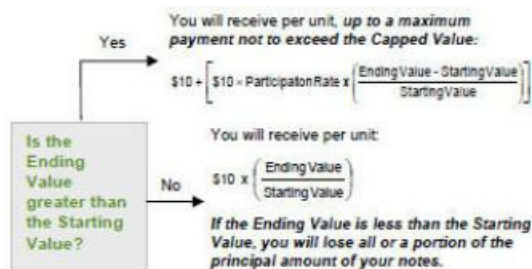 You will receive per unit, up to a maximum
payment not to exceed the Capped Value:
Yes
$10 + [ $10 × Participation Rate x ( Ending Value - Starting Value
Starting Value ) ]
You will receive per unit:
Is the
Ending
Value
greater than
the Starting
Value?
No
$10 x ( Ending Value
Starting Value )
If the Ending Value is less than the Starting
Value, you will lose all or a portion of the
principal amount of your notes.